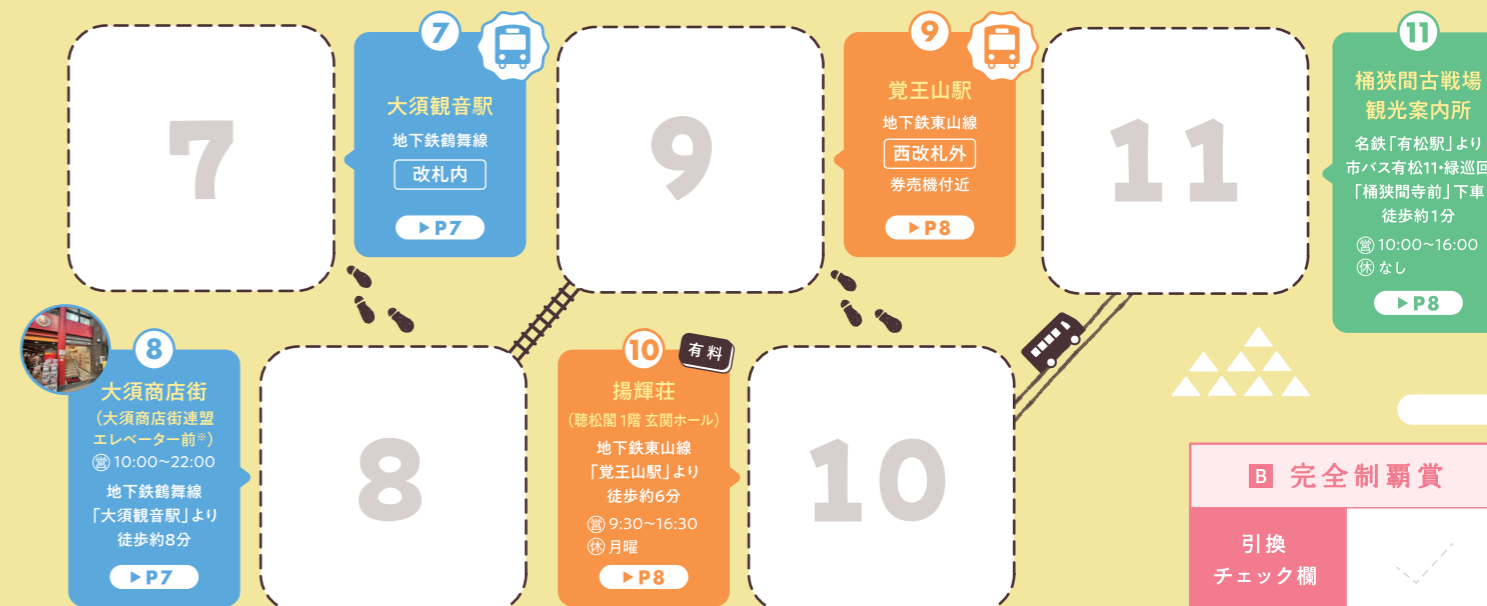 7
7
大須観音駅
地下鉄鶴舞線
改札内
▶P7
9
9
覚王山駅
地下鉄東山線
西改札外
券売機付近
▶P8
11
11
桶狭間古戦場
観光案内所
名鉄「有松駅」より
市バス有松11・緑巡回
「桶狭間寺前」下車
徒歩約1分
営 10:00~16:00
休 なし
▶P8
8
大須商店街
(大須商店街連盟
エレベーター前※)
営 10:00~22:00
地下鉄鶴舞線
「大須観音駅」より
徒歩約8分
▶P7
8
10
有料
揚輝荘
(聴松閣 1階 玄関ホール)
地下鉄東山線
「覚王山駅」より
徒歩約6分
営 9:30~16:30
休 月曜
▶P8
10
B 完全制覇賞
引換
チェック欄